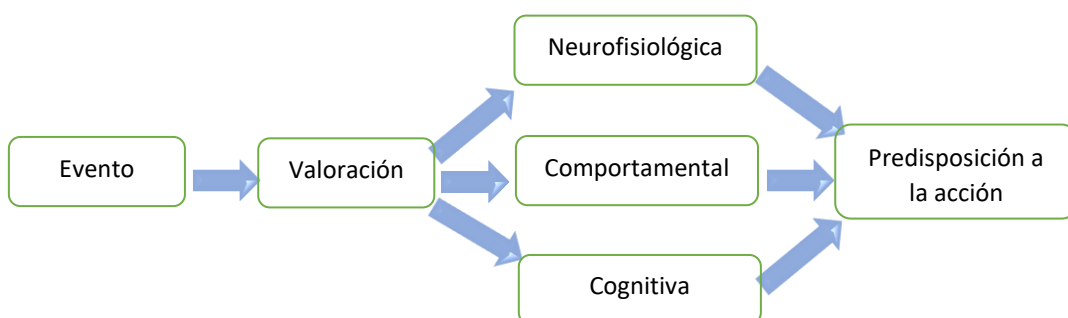 Neurofisiológica
Evento
Valoración
Comportamental
Predisposición a
la acción
Cognitiva